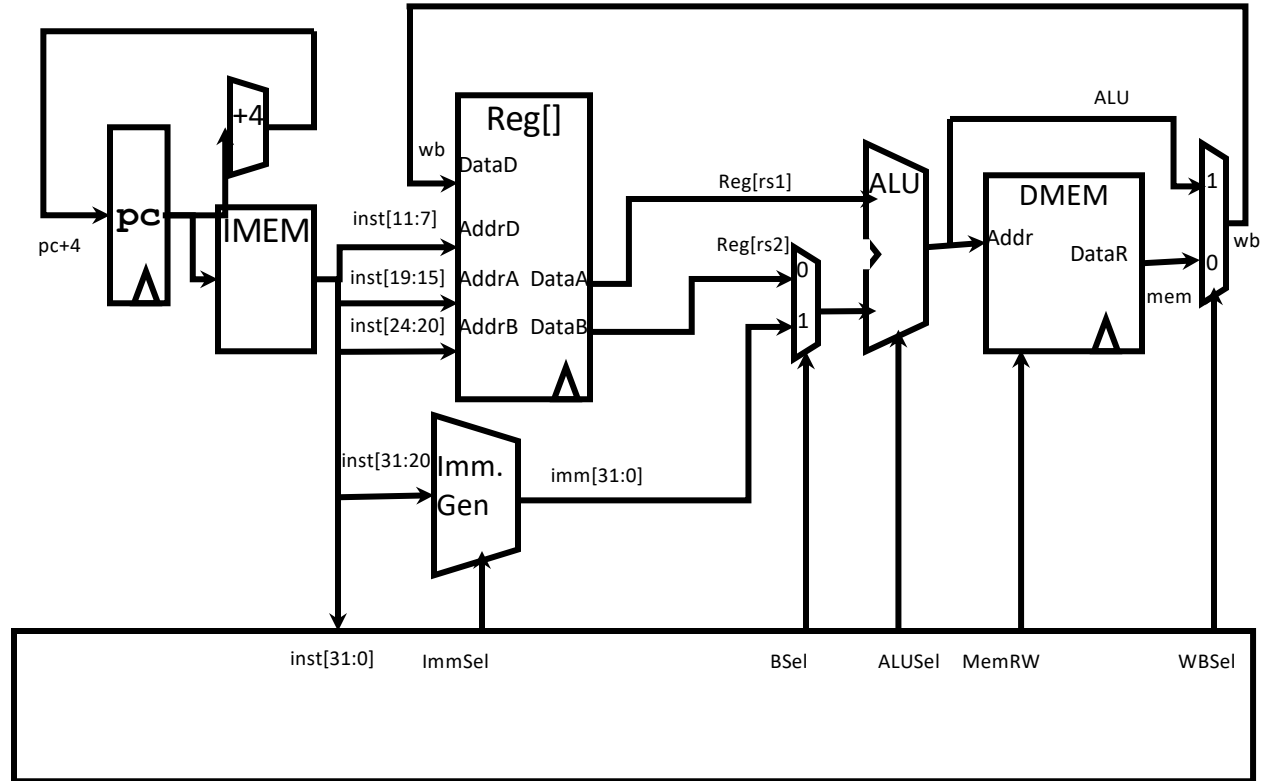 ALU
+4
Reg[]
wb
DataD
Reg[rs1]
ALU
1
DMEM
pc
IMEM
inst[11:7]
AddrD
Reg[rs2]
Addr
DataR
wb
pc+4
inst[19:15]
AddrA
DataA
0
0
mem
inst[24:20]
AddrB
DataB
1
inst[31:20]
Imm.
Gen
imm[31:0]
inst[31:0]
ImmSel
BSel
ALUSel
MemRW
WBSel